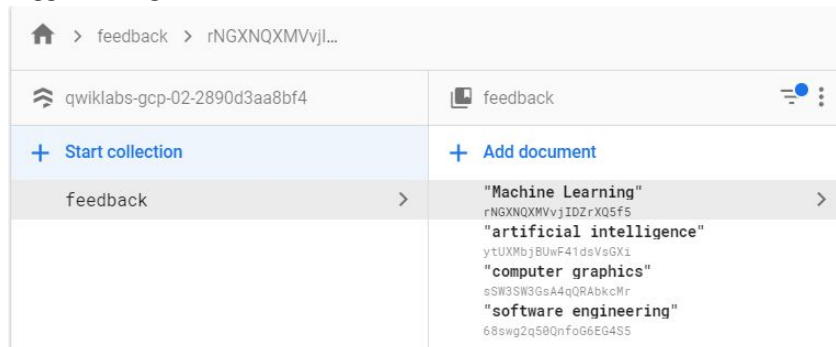 feedback > rNGXNQXMVvjI...
qwiklabs-gcp-02-2890d3aa8bf4
feedback
+ Start collection
+ Add document
feedback
"Machine Learning"
rNGXNQXMVvjIDZrXQ5f5
"artificial intelligence"
ytUXMbjBUwF41dsVsGXi
"computer graphics"
sSW3SW3GsA4qQRAbkcMr
"software engineering"
68swg2q50QnfoG6EG4S5